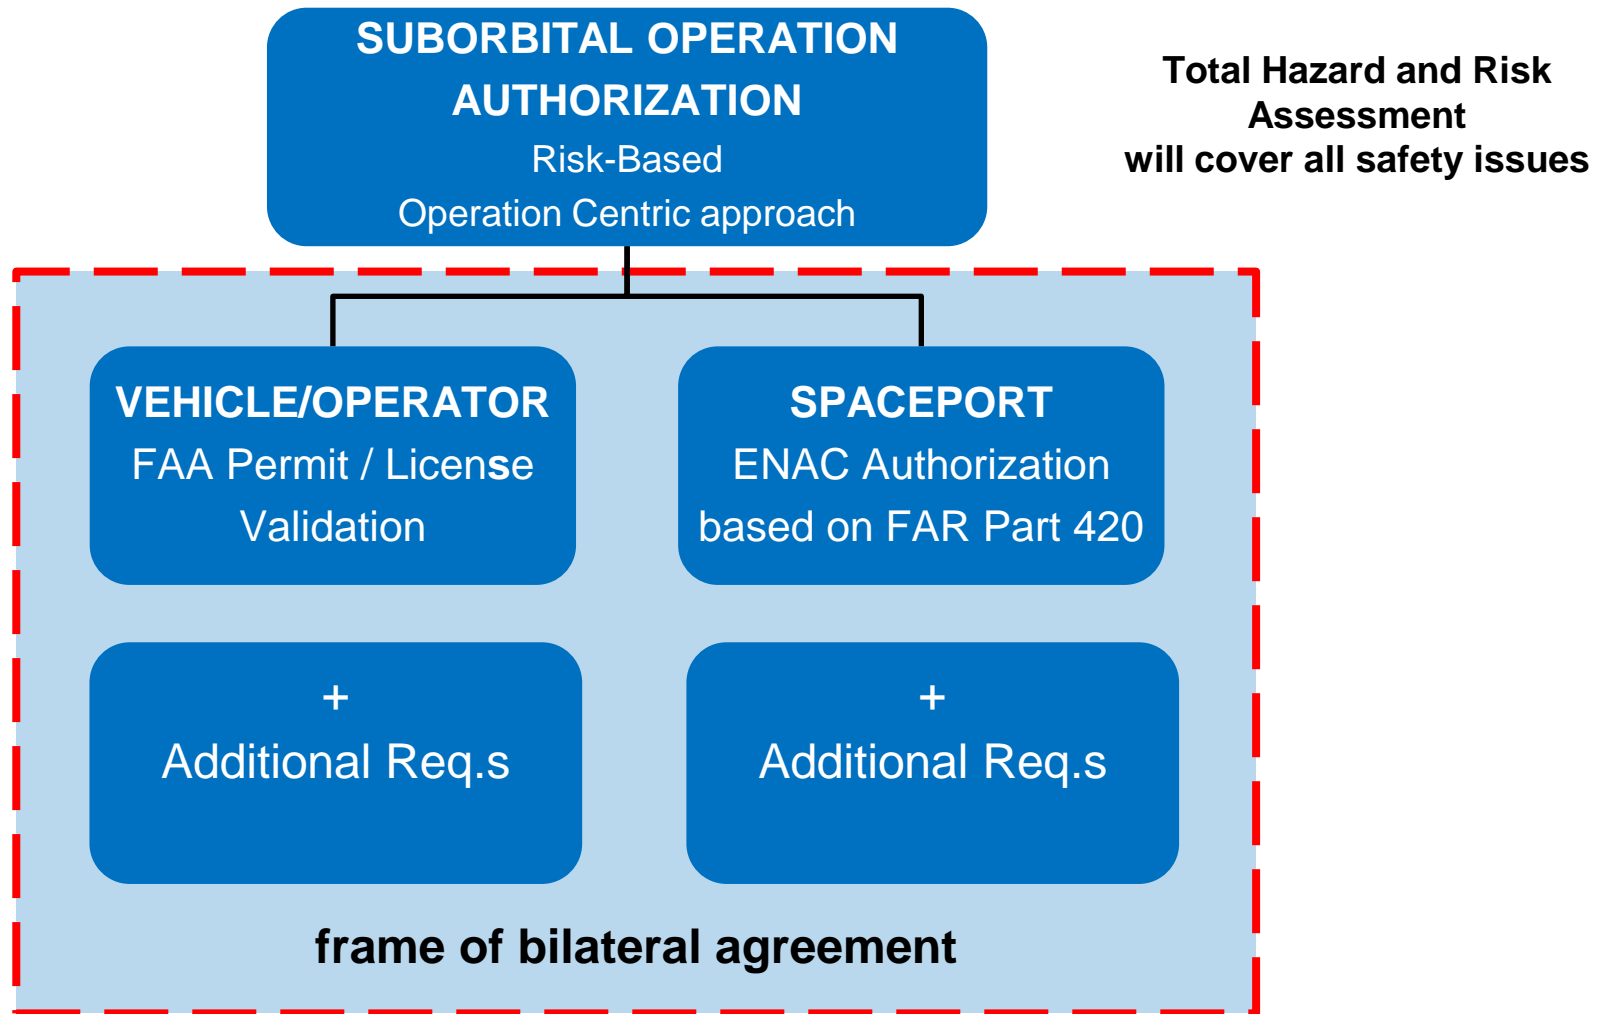 SUBORBITAL OPERATION
AUTHORIZATION
Risk-Based
Operation Centric approach
Total Hazard and Risk
Assessment
will cover all safety issues
VEHICLE/OPERATOR
FAA Permit / License
Validation
SPACEPORT
ENAC Authorization
based on FAR Part 420
+
Additional Req.s
+
Additional Req.s
frame of bilateral agreement